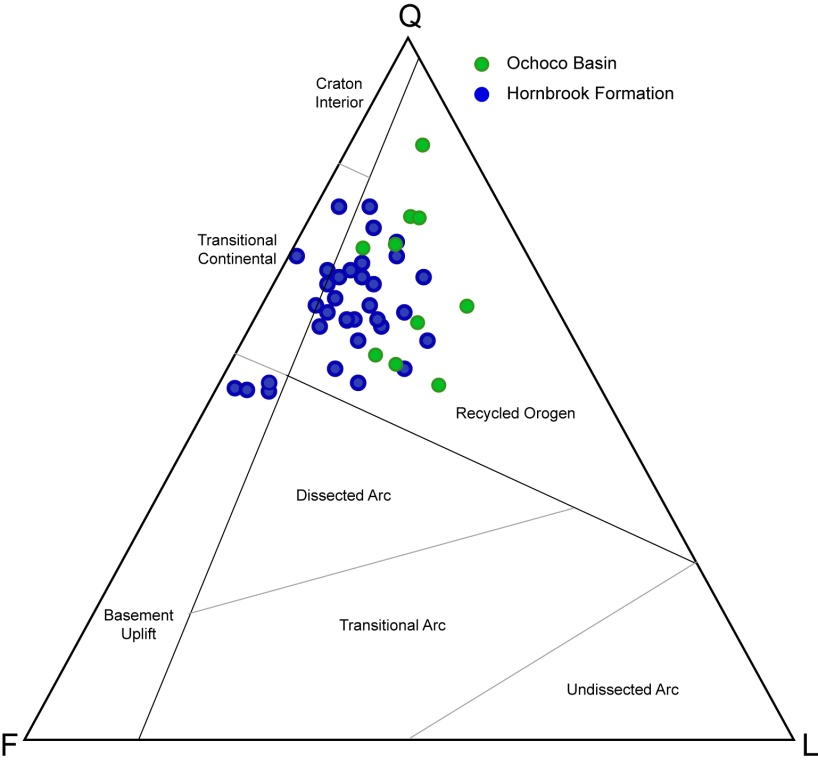 Q
Ochoco Basin
Hornbrook Formation
Craton
Interior
Transitional
Continental
Recycled Orogen
Dissected Arc
Basement
Uplift
Transitional Arc
Undissected Arc
F
L